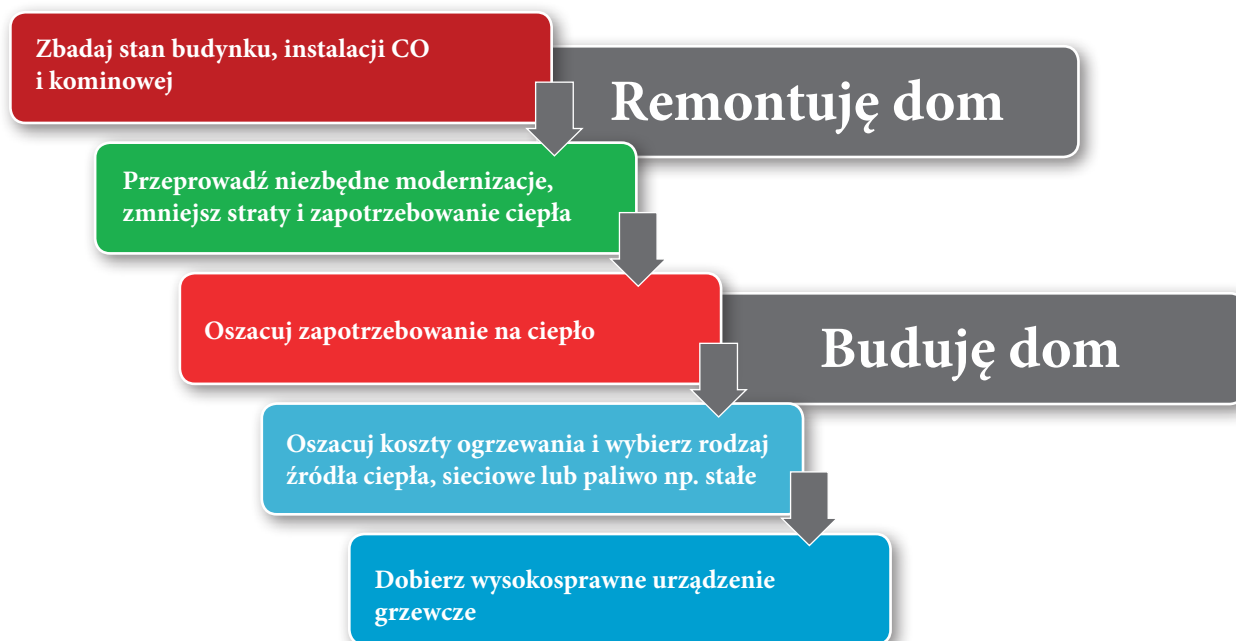 Zbadaj stan budynku, instalacji CO
i kominowej
Remontuję dom
Przeprowadź niezbędne modernizacje,
zmniejsz straty i zapotrzebowanie ciepła
Oszacuj zapotrzebowanie na ciepło
Buduję dom
Oszacuj koszty ogrzewania i wybierz rodzaj
źródła ciepła, sieciowe lub paliwo np. stałe
Dobierz wysokosprawne urządzenie
grzewcze